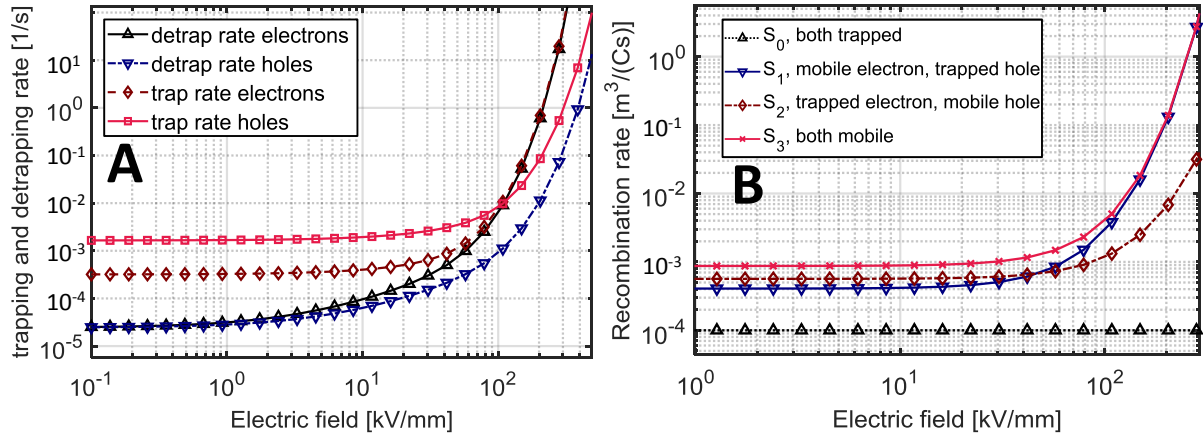 trapping and detrapping rate [1/s]
10^1
10^0
10^-1
10^-2
10^-3
10^-4
10^-5
detrap rate electrons
detrap rate holes
trap rate electrons
trap rate holes
A
10^-1
10^0
10^1
10^2
Electric field [kV/mm]
Recombination rate [m^3/(Cs)]
10^0
10^-1
10^-2
10^-3
10^-4
S_0, both trapped
S_1, mobile electron, trapped hole
S_2, trapped electron, mobile hole
S_3, both mobile
B
10^0
10^1
10^2
Electric field [kV/mm]